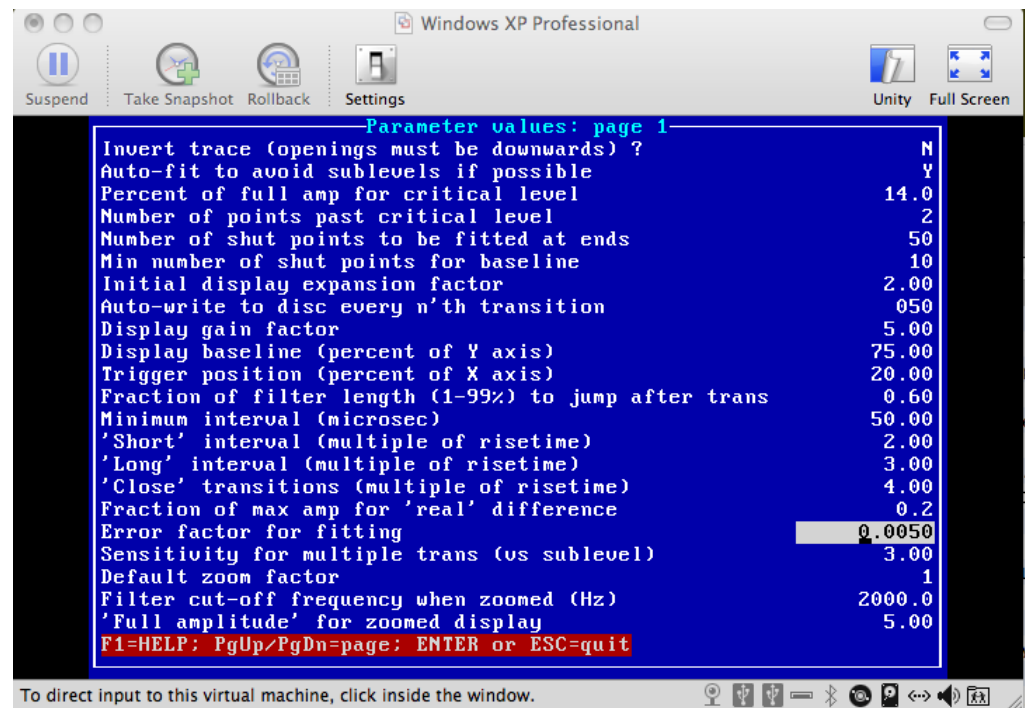 Windows XP Professional
Suspend Take Snapshot Rollback Settings Unity Full Screen
Parameter values: page 1
Invert trace (openings must be downwards) ? N
Auto-fit to avoid sublevels if possible Y
Percent of full amp for critical level 14.0
Number of points past critical level 2
Number of shut points to be fitted at ends 50
Min number of shut points for baseline 10
Initial display expansion factor 2.00
Auto-write to disc every n'th transition 050
Display gain factor 5.00
Display baseline (percent of Y axis) 75.00
Trigger position (percent of X axis) 20.00
Fraction of filter length (1-99%) to jump after trans 0.60
Minimum interval (microsec) 50.00
'Short' interval (multiple of risetime) 2.00
'Long' interval (multiple of risetime) 3.00
'Close' transitions (multiple of risetime) 4.00
Fraction of max amp for 'real' difference 0.2
Error factor for fitting 0.0050
Sensitivity for multiple trans (vs sublevel) 3.00
Default zoom factor 1
Filter cut-off frequency when zoomed (Hz) 2000.0
'Full amplitude' for zoomed display 5.00
F1=HELP; PgUp/PgDn=page; ENTER or ESC=quit
To direct input to this virtual machine, click inside the window.